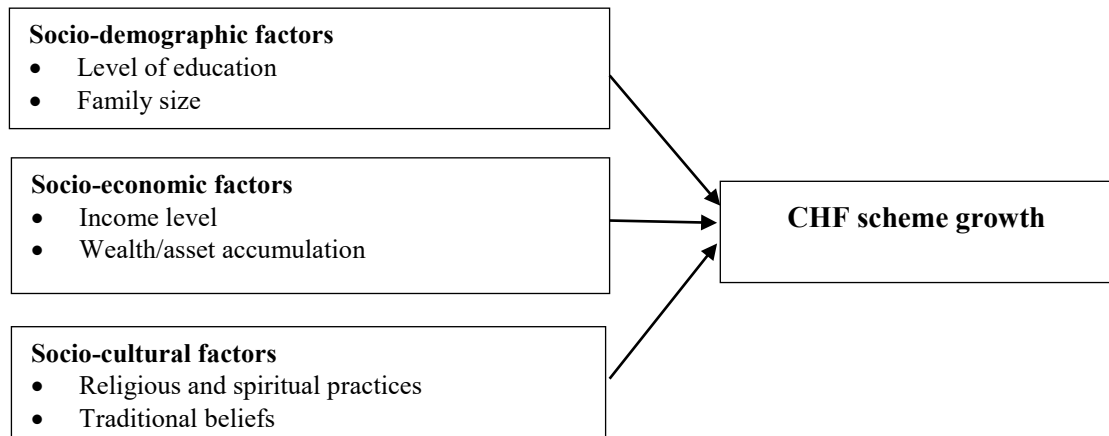 Socio-demographic factors
• Level of education
• Family size
Socio-economic factors
• Income level
• Wealth/asset accumulation
CHF scheme growth
Socio-cultural factors
• Religious and spiritual practices
• Traditional beliefs